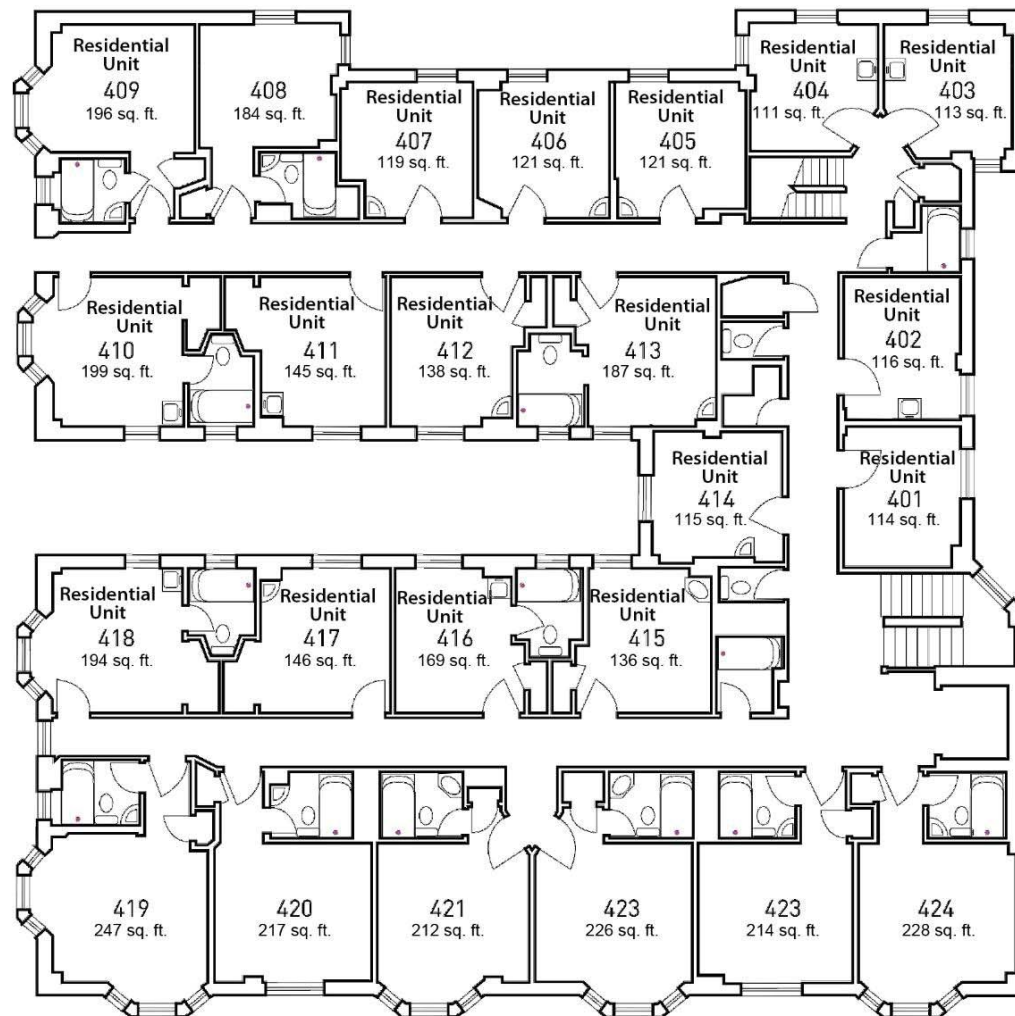 Residential
Unit
409
196 sq. ft.
408
184 sq. ft.
Residential
Unit
407
119 sq. ft.
Residential
Unit
406
121 sq. ft.
Residential
Unit
405
121 sq. ft.
Residential
Unit
404
111 sq. ft.
Residential
Unit
403
113 sq. ft.
Residential
Unit
410
199 sq. ft.
Residential
Unit
411
145 sq. ft.
Residential
Unit
412
138 sq. ft.
Residential
Unit
413
187 sq. ft.
Residential
Unit
402
116 sq. ft.
Residential
Unit
414
115 sq. ft.
Residential
Unit
401
114 sq. ft.
Residential
Unit
418
194 sq. ft.
Residential
Unit
417
146 sq. ft.
Residential
Unit
416
169 sq. ft.
Residential
Unit
415
136 sq. ft.
419
247 sq. ft.
420
217 sq. ft.
421
212 sq. ft.
423
226 sq. ft.
423
214 sq. ft.
424
228 sq. ft.